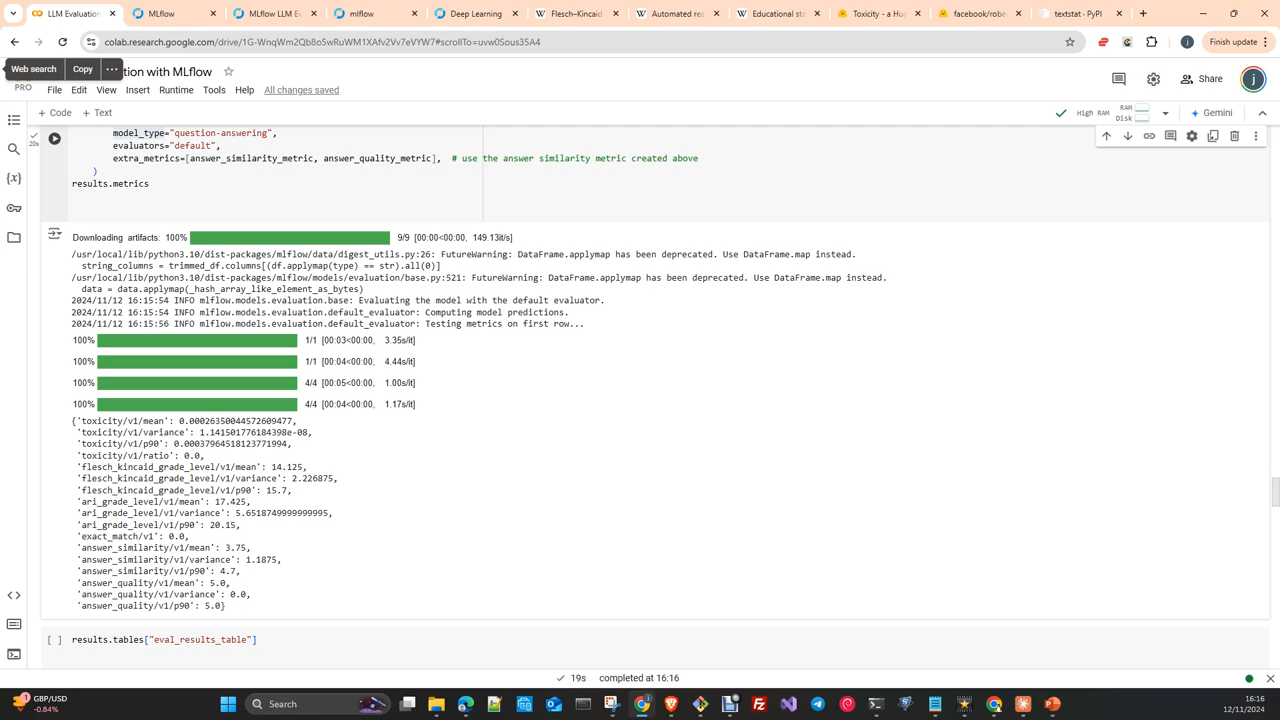 LLM Evaluation
MLflow
MLflow LLM E
mlflow
Deep Learning
Flesch–Kincaid
Automated re
Educational sta
Toxicity - a Hu
facebook/robe
textstat · PyPI
colab.research.google.com/drive/1G-WnqWm2Qb8o5wRuWM1XAfv2Vv7eVYW7#scrollTo=uvw0Sous35A4
Finish update
Web search
Copy
tion with MLflow
PRO
Share
File Edit View Insert Runtime Tools Help All changes saved
+ Code + Text
High RAM
RAM
Disk
Gemini
20s
model_type="question-answering",
evaluators="default",
extra_metrics=[answer_similarity_metric, answer_quality_metric],  # use the answer similarity metric created above
)
results.metrics
Downloading artifacts: 100% 9/9 [00:00<00:00, 149.13it/s]
/usr/local/lib/python3.10/dist-packages/mlflow/data/digest_utils.py:26: FutureWarning: DataFrame.applymap has been deprecated. Use DataFrame.map instead.
string_columns = trimmed_df.columns[(df.applymap(type) == str).all(0)]
/usr/local/lib/python3.10/dist-packages/mlflow/models/evaluation/base.py:521: FutureWarning: DataFrame.applymap has been deprecated. Use DataFrame.map instead.
data = data.applymap(_hash_array_like_element_as_bytes)
2024/11/12 16:15:54 INFO mlflow.models.evaluation.base: Evaluating the model with the default evaluator.
2024/11/12 16:15:54 INFO mlflow.models.evaluation.default_evaluator: Computing model predictions.
2024/11/12 16:15:56 INFO mlflow.models.evaluation.default_evaluator: Testing metrics on first row...
100% 1/1 [00:03<00:00, 3.35s/it]
100% 1/1 [00:04<00:00, 4.44s/it]
100% 4/4 [00:05<00:00, 1.00s/it]
100% 4/4 [00:04<00:00, 1.17s/it]
{'toxicity/v1/mean': 0.00026350044572609477,
'toxicity/v1/variance': 1.141501776184398e-08,
'toxicity/v1/p90': 0.00037964518123771994,
'toxicity/v1/ratio': 0.0,
'flesch_kincaid_grade_level/v1/mean': 14.125,
'flesch_kincaid_grade_level/v1/variance': 2.226875,
'flesch_kincaid_grade_level/v1/p90': 15.7,
'ari_grade_level/v1/mean': 17.425,
'ari_grade_level/v1/variance': 5.6518749999999995,
'ari_grade_level/v1/p90': 20.15,
'exact_match/v1': 0.0,
'answer_similarity/v1/mean': 3.75,
'answer_similarity/v1/variance': 1.1875,
'answer_similarity/v1/p90': 4.7,
'answer_quality/v1/mean': 5.0,
'answer_quality/v1/variance': 0.0,
'answer_quality/v1/p90': 5.0}
[ ] results.tables["eval_results_table"]
19s completed at 16:16
GBP/USD
-0.84%
Search
16:16
12/11/2024